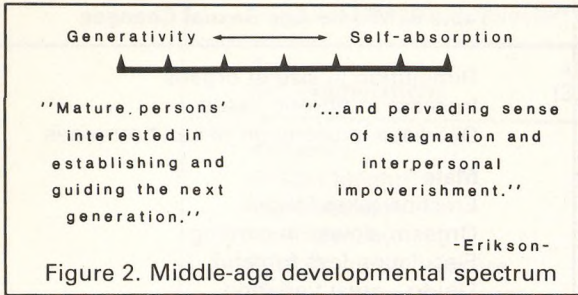 Generativity Self-absorption
"Mature. persons'
interested in
establishing and
guiding the next
generation."
"...and pervading sense
of stagnation and
interpersonal
impoverishment."
-Erikson-
Figure 2. Middle-age developmental spectrum